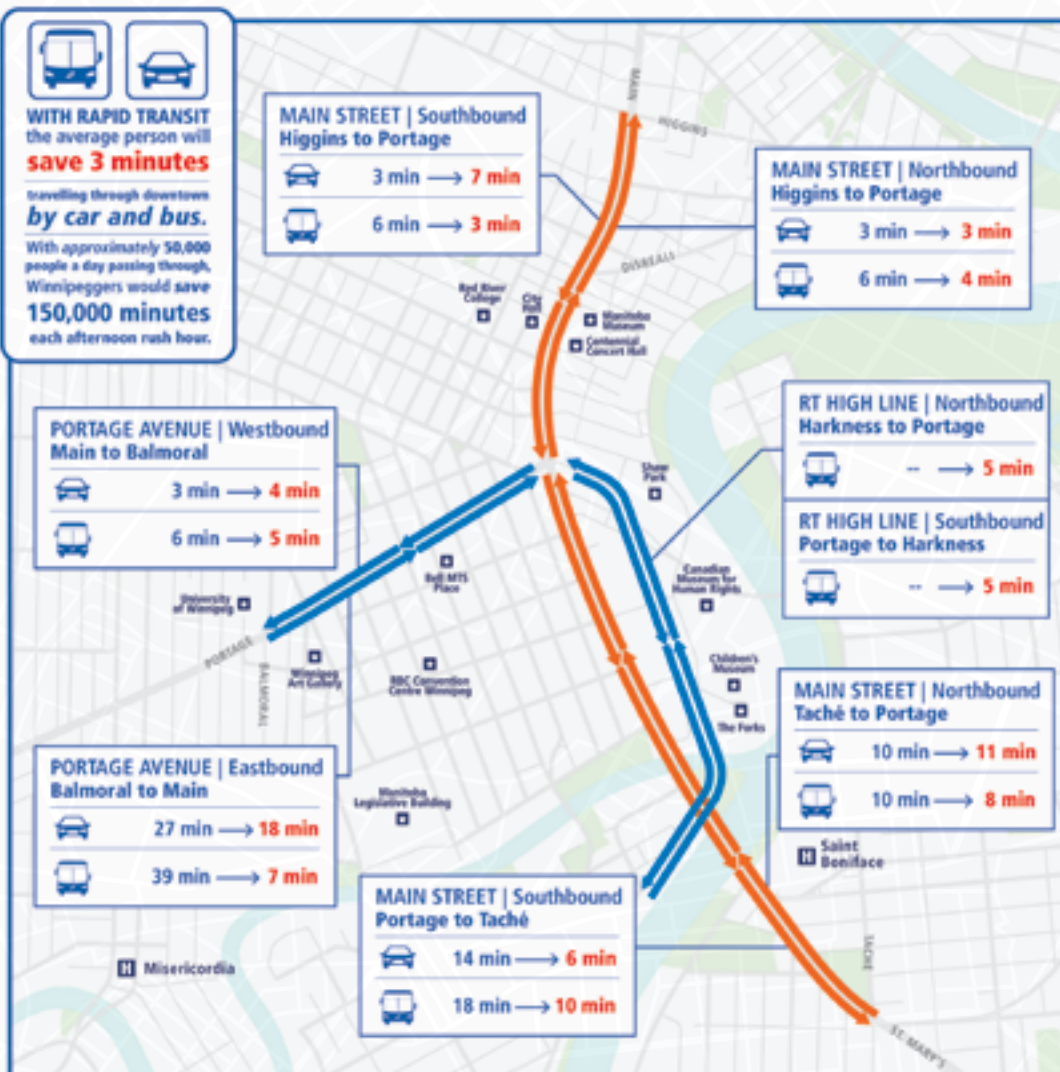 WITH RAPID TRANSIT
the average person will
save 3 minutes
travelling through downtown
by car and bus.
With approximately 50,000
people a day passing through,
Winnipeggers would save
150,000 minutes
each afternoon rush hour.
MAIN STREET | Southbound
Higgins to Portage
3 min → 7 min
6 min → 3 min
MAIN
HIGGINS
MAIN STREET | Northbound
Higgins to Portage
3 min → 3 min
6 min → 4 min
DISRAELI
Red River
College
City
Hall
Manitoba
Museum
Centennial
Concert Hall
PORTAGE AVENUE | Westbound
Main to Balmoral
3 min → 4 min
6 min → 5 min
RT HIGH LINE | Northbound
Harkness to Portage
-- → 5 min
RT HIGH LINE | Southbound
Portage to Harkness
-- → 5 min
Shaw
Park
Bell MTS
Place
Canadian
Museum for
Human Rights
University
of Winnipeg
PORTAGE
BALMORAL
Winnipeg
Art Gallery
RBC Convention
Centre Winnipeg
Children's
Museum
The Forks
MAIN STREET | Northbound
Taché to Portage
10 min → 11 min
10 min → 8 min
PORTAGE AVENUE | Eastbound
Balmoral to Main
27 min → 18 min
39 min → 7 min
Manitoba
Legislative Building
H Saint
Boniface
MAIN STREET | Southbound
Portage to Taché
14 min → 6 min
18 min → 10 min
H Misericordia
TACHÉ
ST. MARY'S